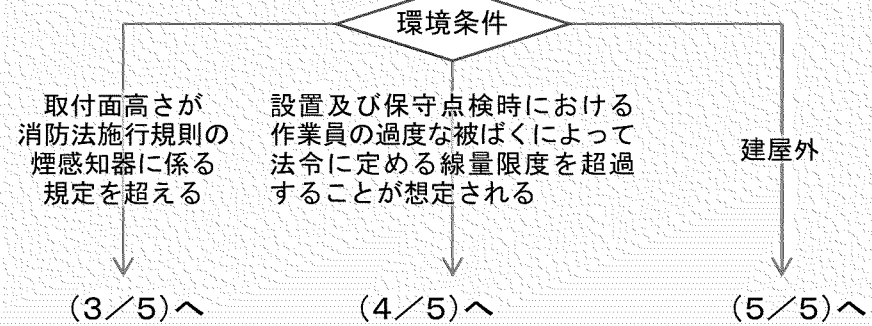 環境条件
取付面高さが
消防法施行規則の
煙感知器に係る
規定を超える
設置及び保守点検時における
作業員の過度な被ばくによって
法令に定める線量限度を超過
することが想定される
建屋外
(3/5)へ
(4/5)へ
(5/5)へ